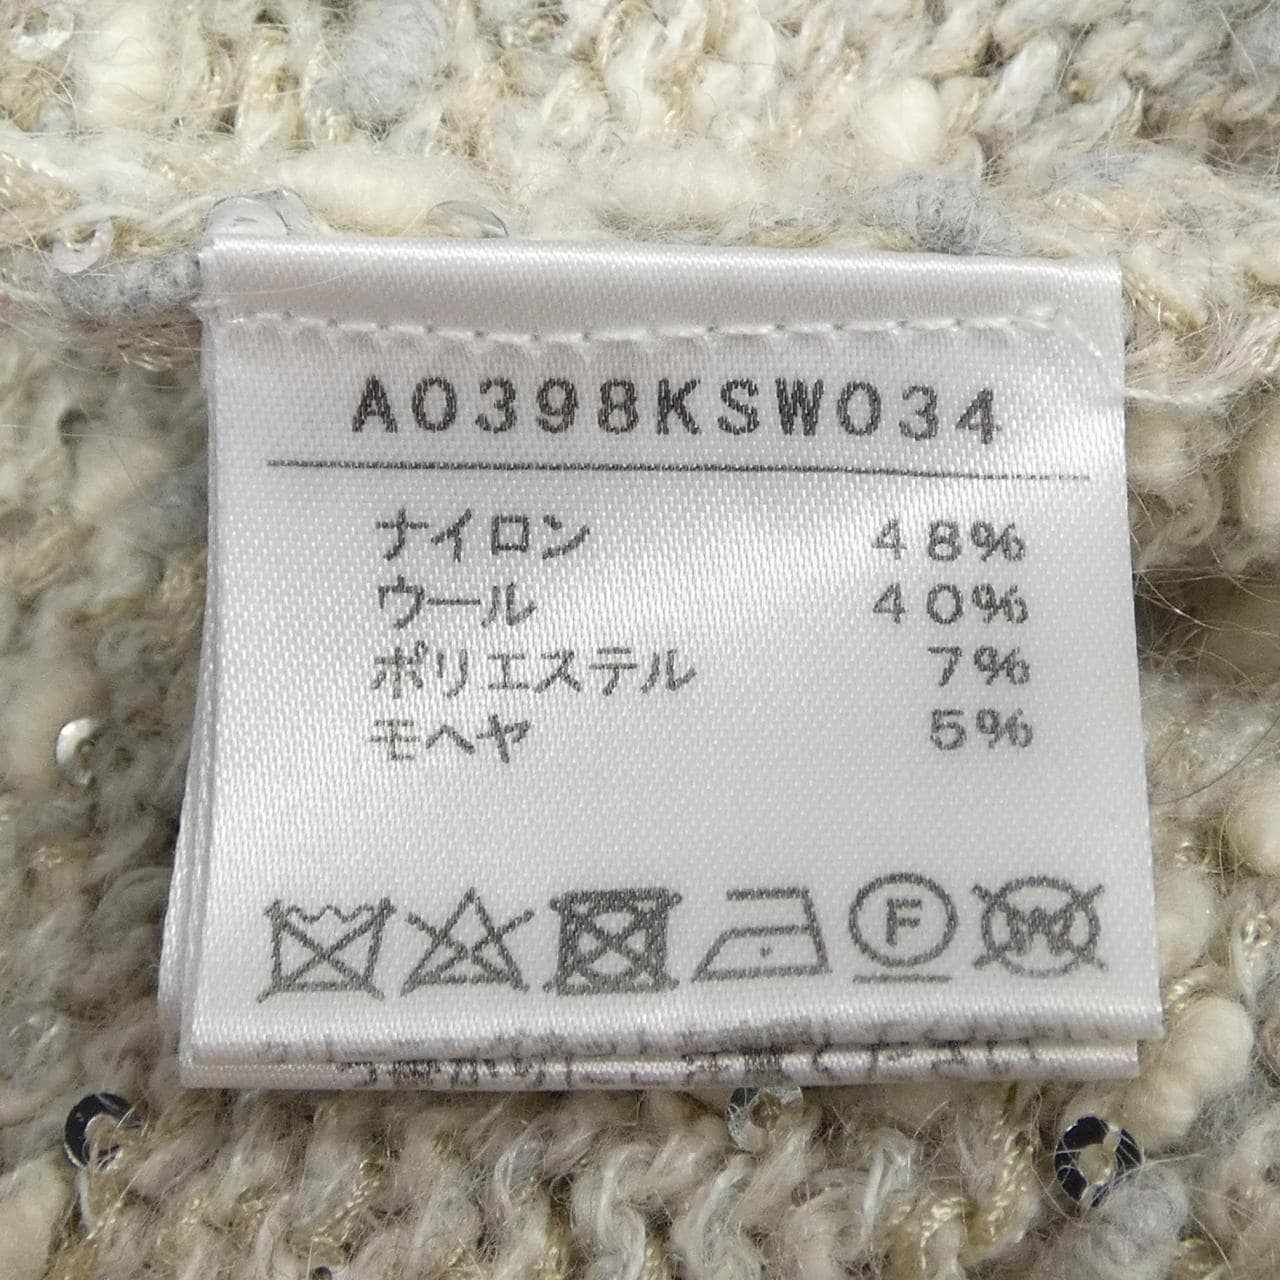 A0398KSW034
ナイロン 48%
ウール 40%
ポリエステル 7%
モヘヤ 5%
F W